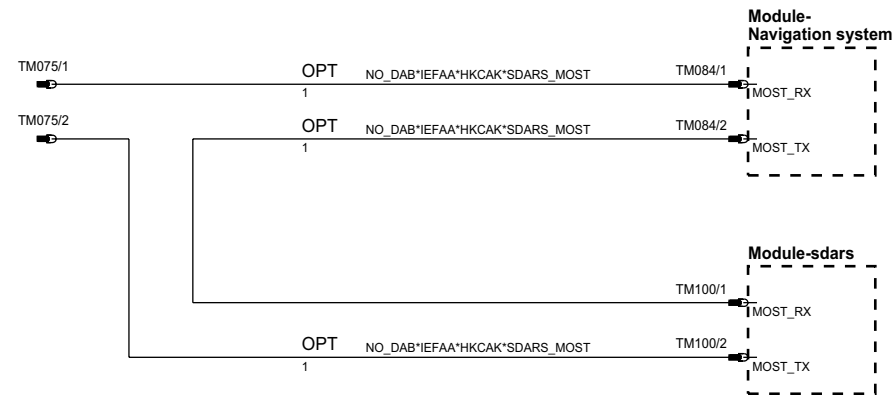 Module-
Navigation system
TM075/1
OPT
NO_DAB*IEFAA*HKCAK*SDARS_MOST
TM084/1
1
MOST_RX
TM075/2
OPT
NO_DAB*IEFAA*HKCAK*SDARS_MOST
TM084/2
1
MOST_TX
Module-sdars
TM100/1
MOST_RX
OPT
NO_DAB*IEFAA*HKCAK*SDARS_MOST
TM100/2
1
MOST_TX